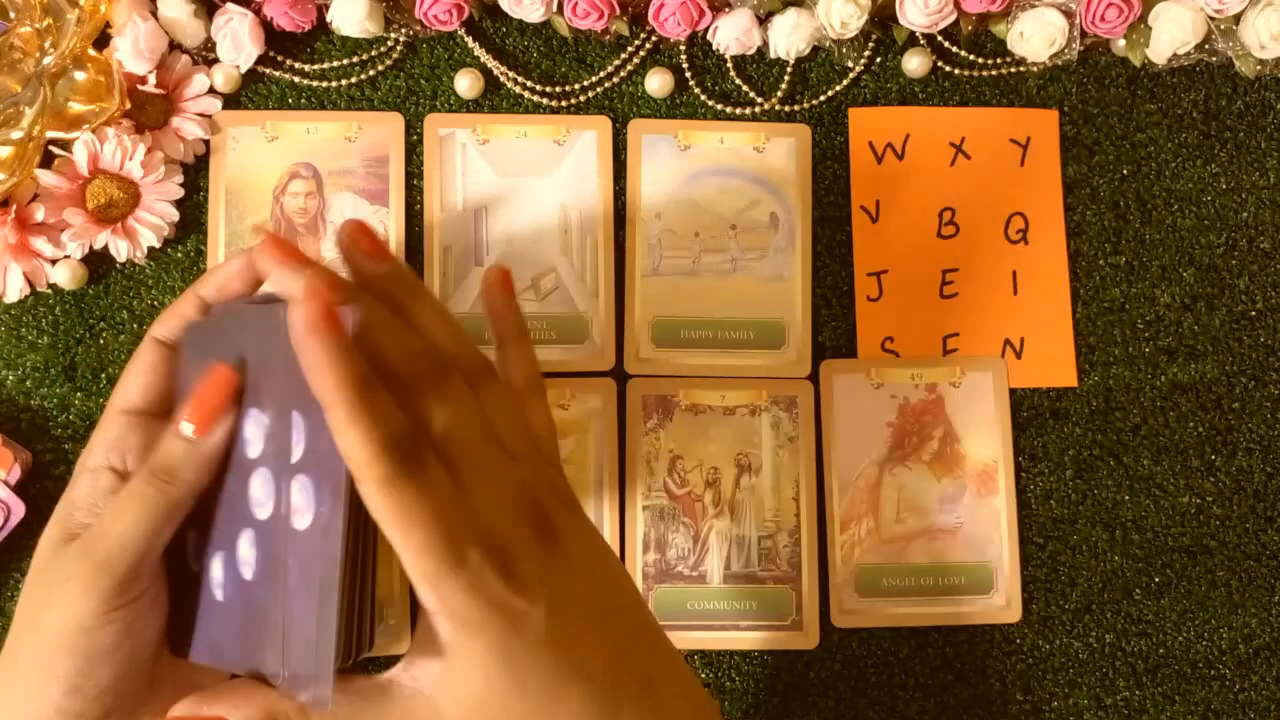 43
24
4
HAPPY FAMILY
W X Y
V B Q
J E I
S E N
7
COMMUNITY
49
ANGEL OF LOVE